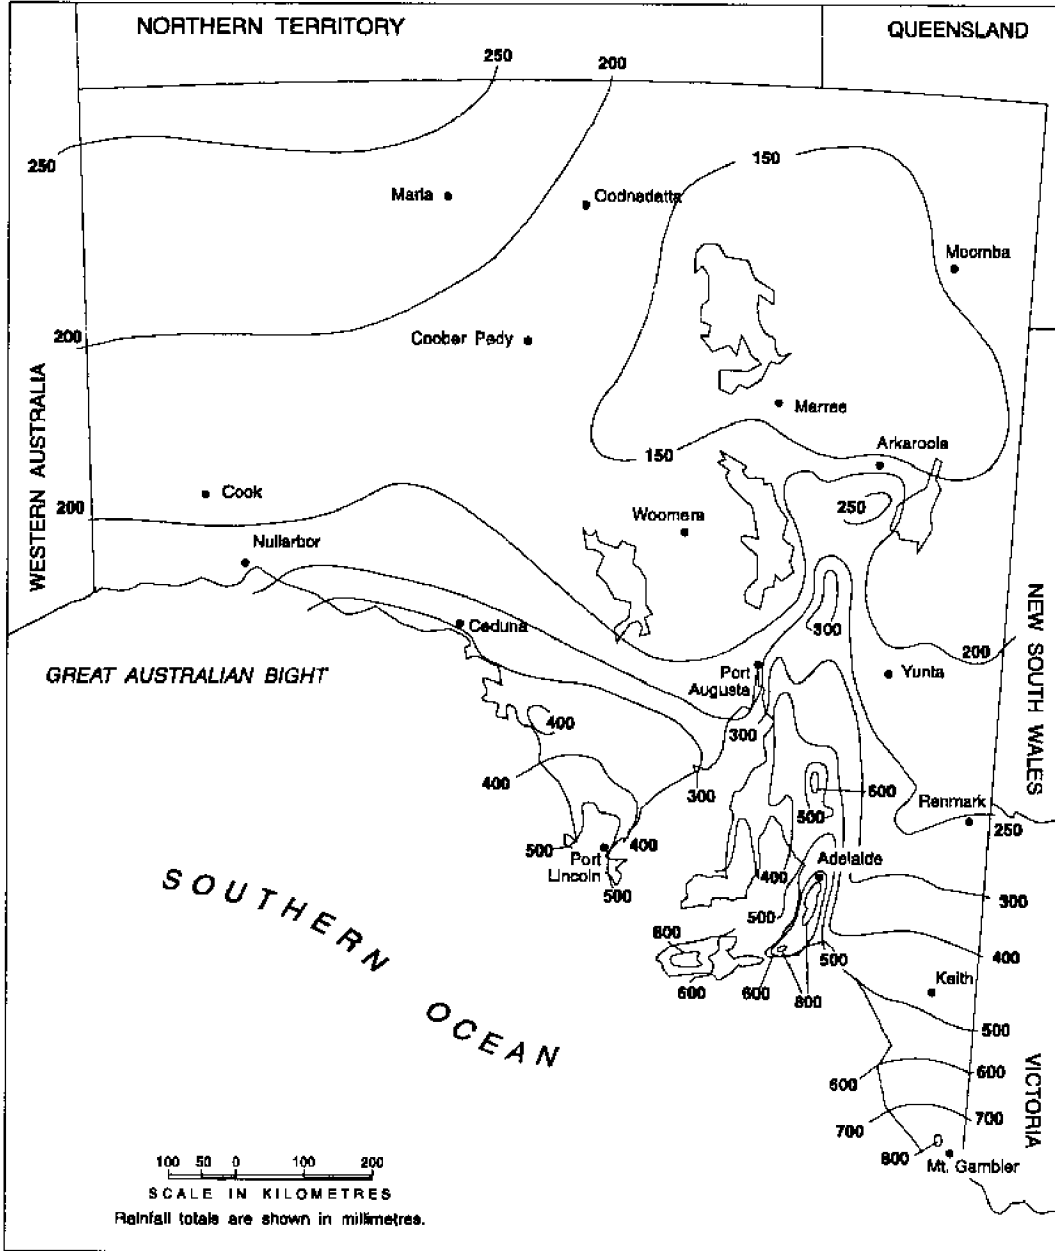 NORTHERN TERRITORY
QUEENSLAND
250
200
250
150
Marla
Oodnadatta
Moomba
200
Coober Pedy
WESTERN AUSTRALIA
Marree
Arkaroola
150
Cook
200
Woomera
250
Nullarbor
NEW SOUTH WALES
Ceduna
300
200
GREAT AUSTRALIAN BIGHT
Port
Augusta
Yunta
400
300
400
300
600
500
Renmark
250
500
Port
Lincoln
400
Adelaide
400
500
300
SOUTHERN
OCEAN
500
800
500
400
600
600
800
Keith
500
600
600
VICTORIA
700
700
800
Mt. Gambier
100 50 0 100 200
SCALE IN KILOMETRES
Rainfall totals are shown in millimetres.